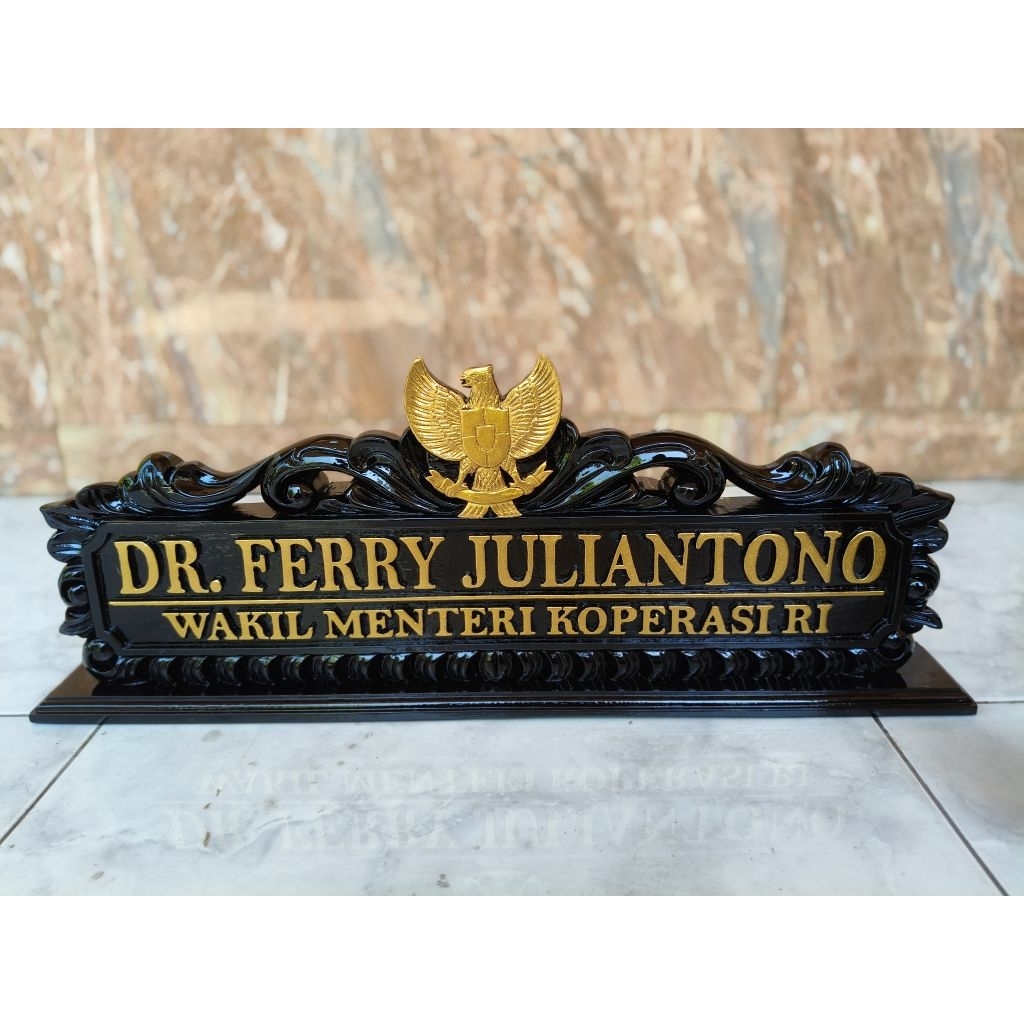 DR. FERRY JULIANTONO
WAKIL MENTERI KOPERASI RI